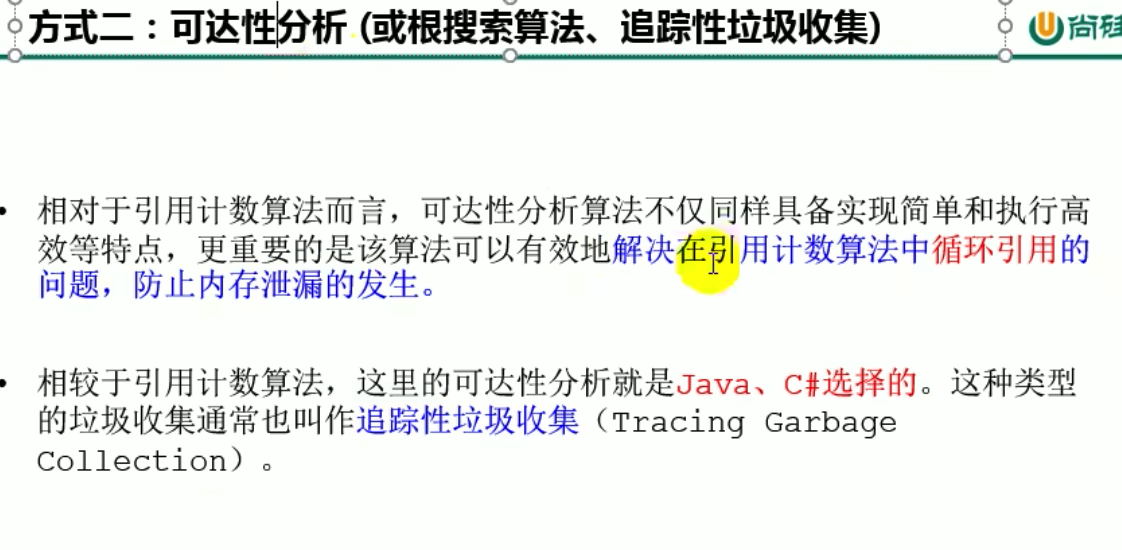 方式二：可达性分析 (或根搜索算法、追踪性垃圾收集)
尚硅
• 相对于引用计数算法而言，可达性分析算法不仅同样具备实现简单和执行高
效等特点，更重要的是该算法可以有效地解决在引用计数算法中循环引用的
问题，防止内存泄漏的发生。
• 相较于引用计数算法，这里的可达性分析就是Java、C#选择的。这种类型
的垃圾收集通常也叫作追踪性垃圾收集（Tracing Garbage
Collection）。